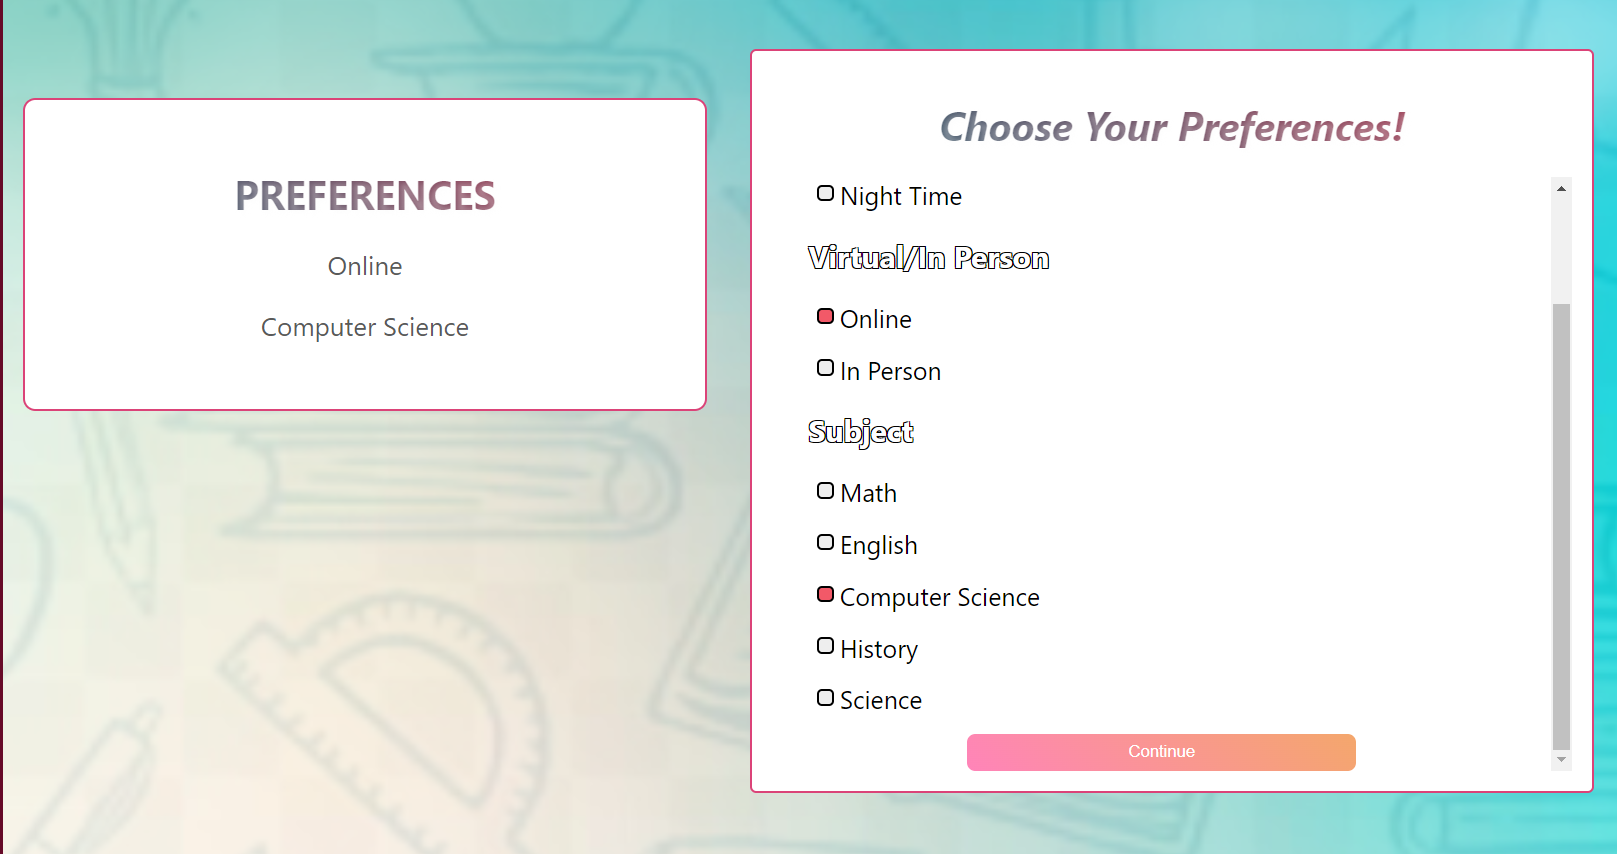 PREFERENCES
Online
Computer Science
Choose Your Preferences!
Night Time
Virtual/In Person
Online
In Person
Subject
Math
English
Computer Science
History
Science
Continue